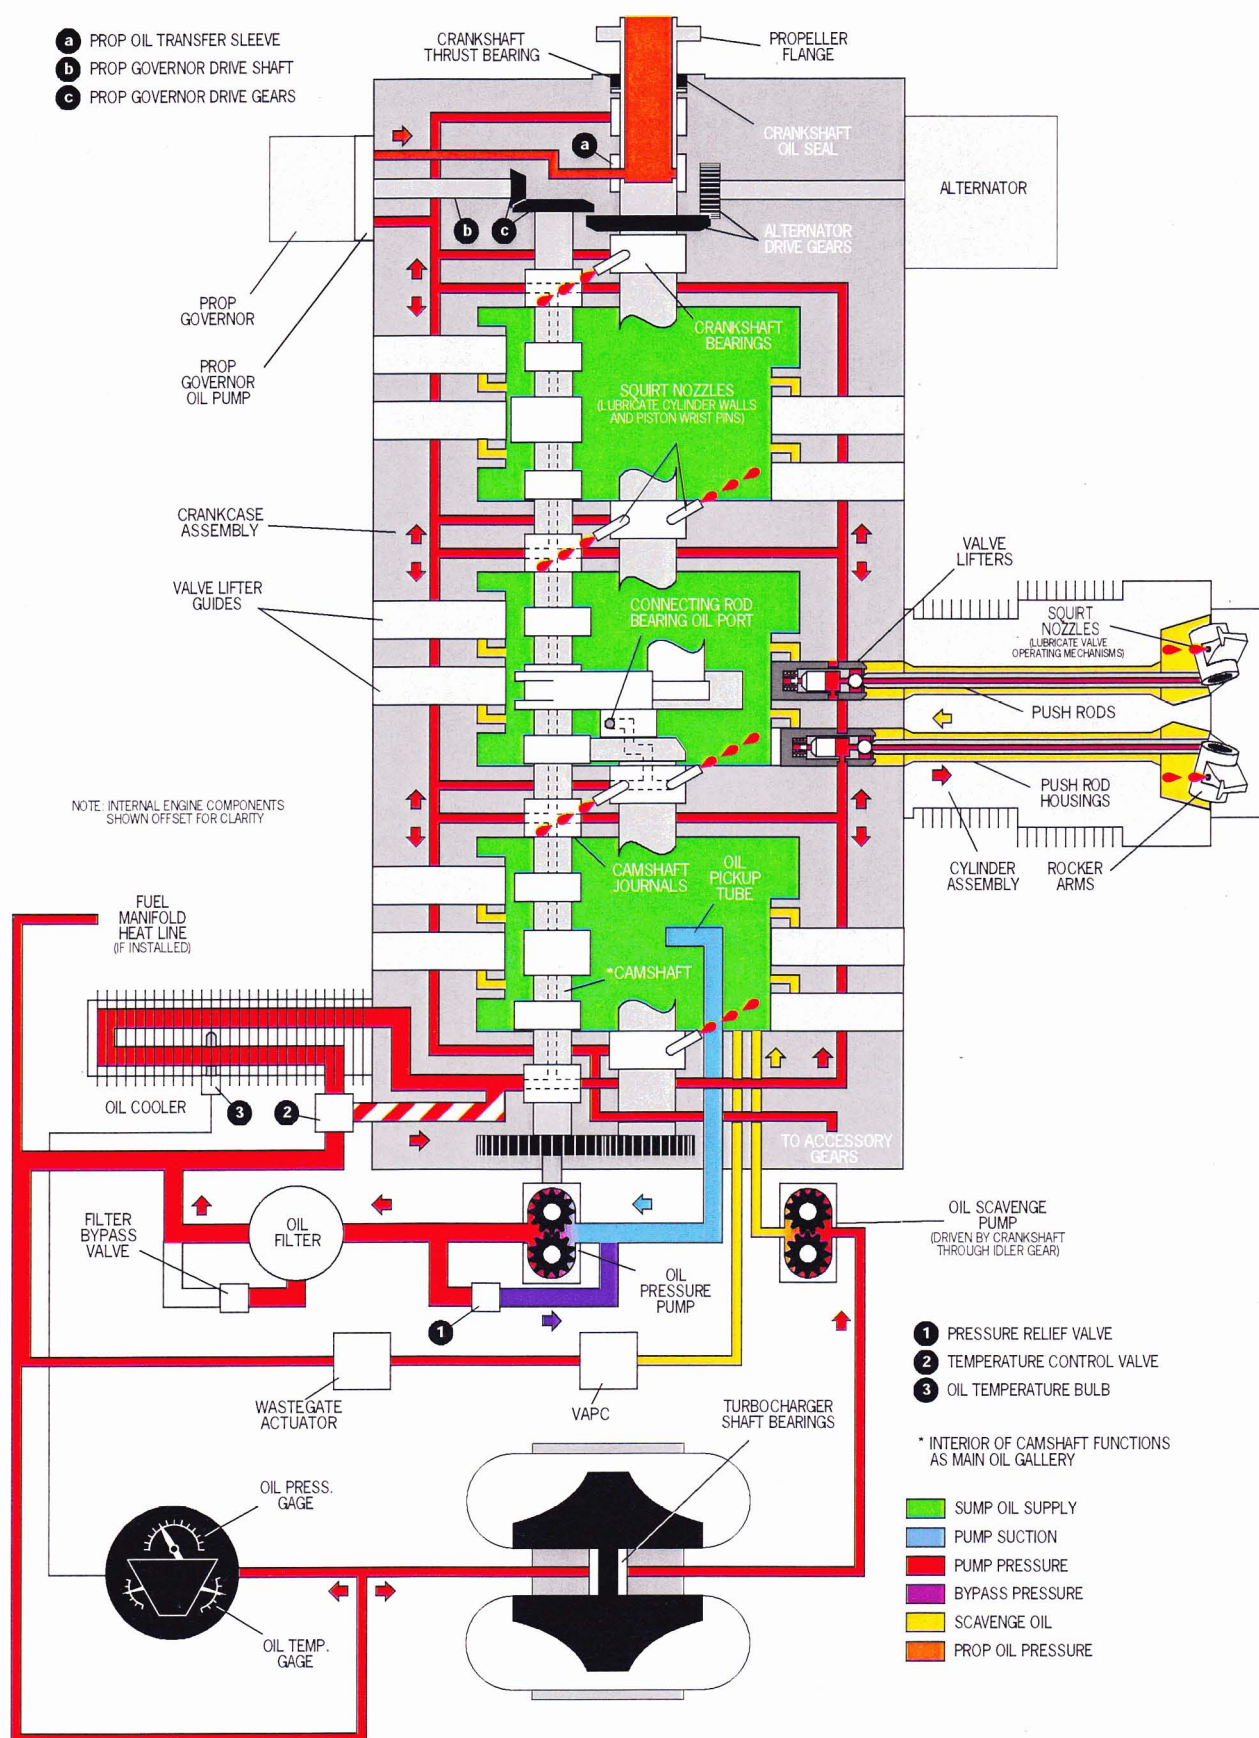 a PROP OIL TRANSFER SLEEVE
b PROP GOVERNOR DRIVE SHAFT
c PROP GOVERNOR DRIVE GEARS
CRANKSHAFT
THRUST BEARING
PROPELLER
FLANGE
CRANKSHAFT
OIL SEAL
a
ALTERNATOR
b
c
ALTERNATOR
DRIVE GEARS
PROP
GOVERNOR
PROP
GOVERNOR
OIL PUMP
CRANKSHAFT
BEARINGS
SQUIRT NOZZLES
(LUBRICATE CYLINDER WALLS
AND PISTON WRIST PINS)
CRANKCASE
ASSEMBLY
VALVE
LIFTERS
VALVE LIFTER
GUIDES
CONNECTING ROD
BEARING OIL PORT
SQUIRT
NOZZLES
(LUBRICATE VALVE
OPERATING MECHANISMS)
PUSH RODS
PUSH ROD
HOUSINGS
NOTE: INTERNAL ENGINE COMPONENTS
SHOWN OFFSET FOR CLARITY
CAMSHAFT
JOURNALS
OIL
PICKUP
TUBE
CYLINDER
ASSEMBLY
ROCKER
ARMS
FUEL
MANIFOLD
HEAT LINE
(IF INSTALLED)
*CAMSHAFT
OIL COOLER
3
2
TO ACCESSORY
GEARS
FILTER
BYPASS
VALVE
OIL
FILTER
OIL
PRESSURE
PUMP
OIL SCAVENGE
PUMP
(DRIVEN BY CRANKSHAFT
THROUGH IDLER GEAR)
1
1 PRESSURE RELIEF VALVE
2 TEMPERATURE CONTROL VALVE
3 OIL TEMPERATURE BULB
WASTEGATE
ACTUATOR
VAPC
TURBOCHARGER
SHAFT BEARINGS
* INTERIOR OF CAMSHAFT FUNCTIONS
AS MAIN OIL GALLERY
OIL PRESS.
GAGE
OIL TEMP.
GAGE
SUMP OIL SUPPLY
PUMP SUCTION
PUMP PRESSURE
BYPASS PRESSURE
SCAVENGE OIL
PROP OIL PRESSURE